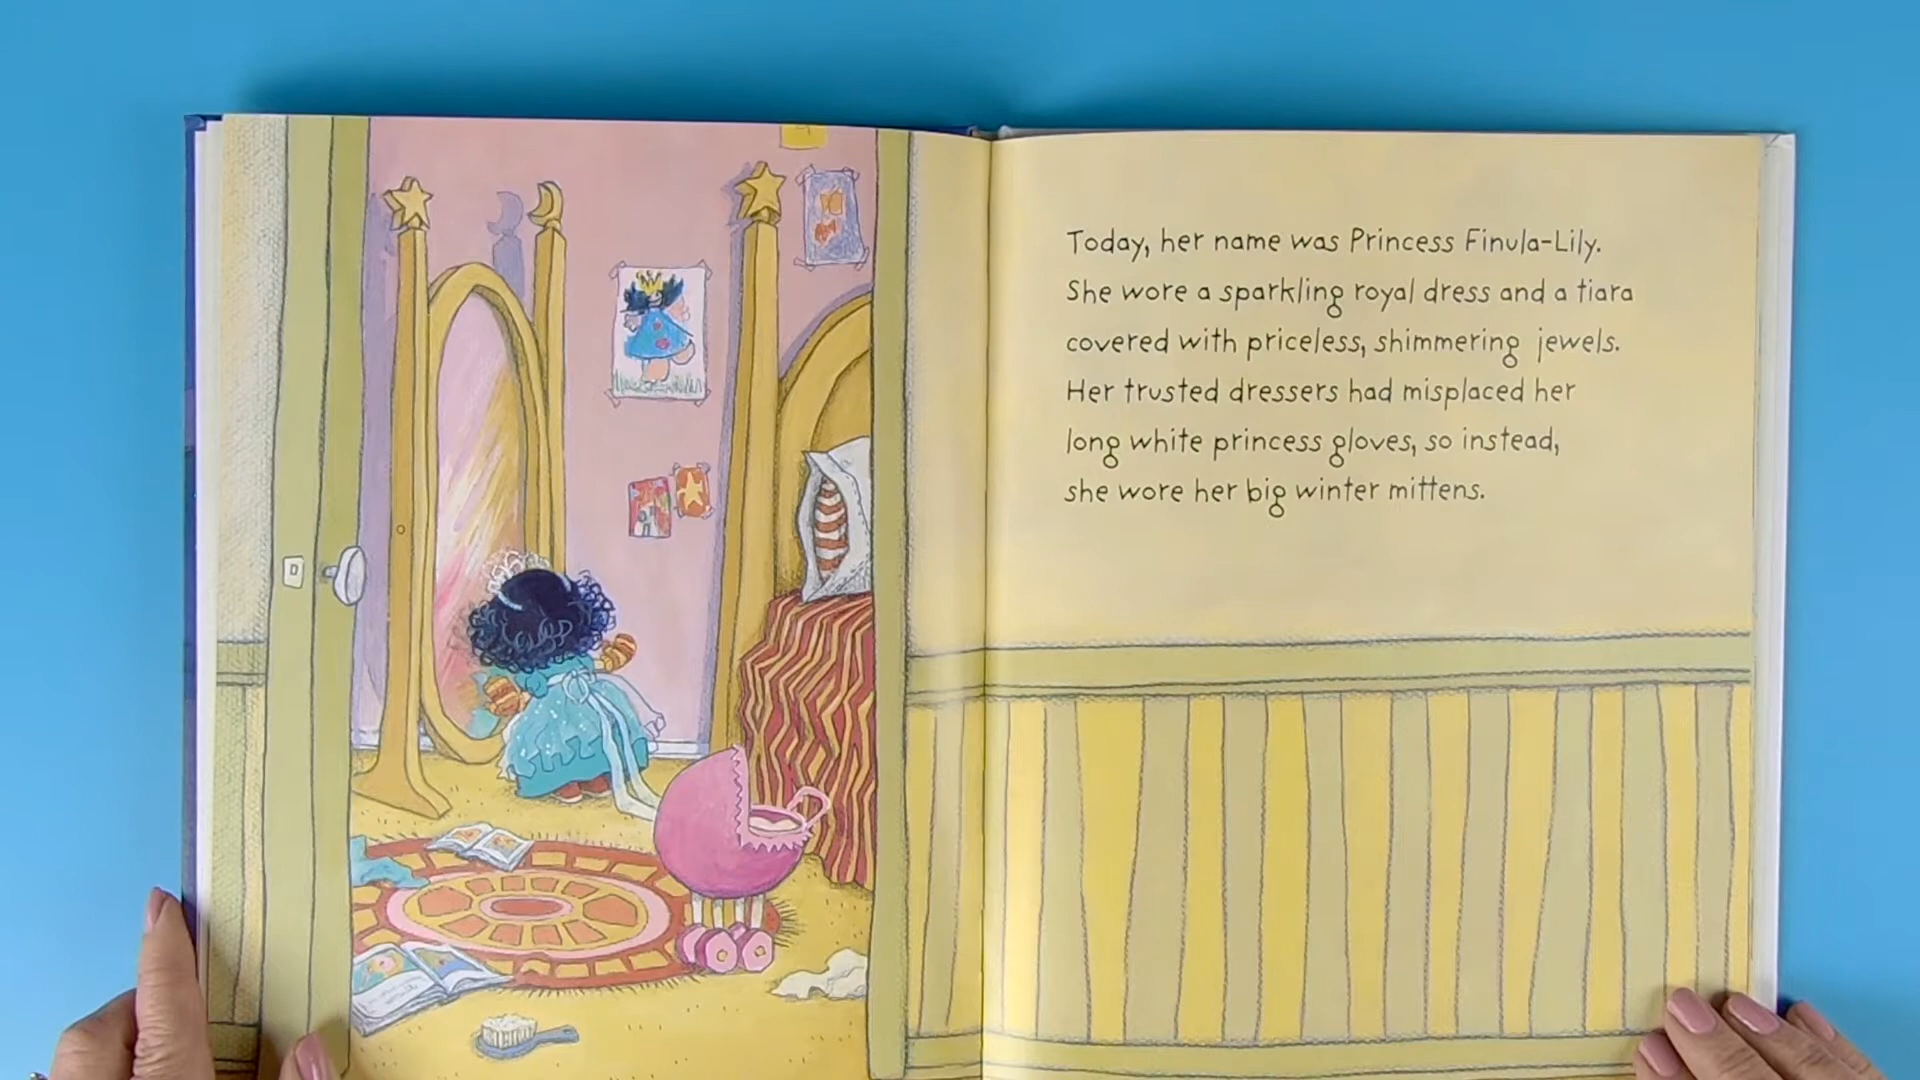 Today, her name was Princess Finula-Lily.
She wore a sparkling royal dress and a tiara
covered with priceless, shimmering jewels.
Her trusted dressers had misplaced her
long white princess gloves, so instead,
she wore her big winter mittens.